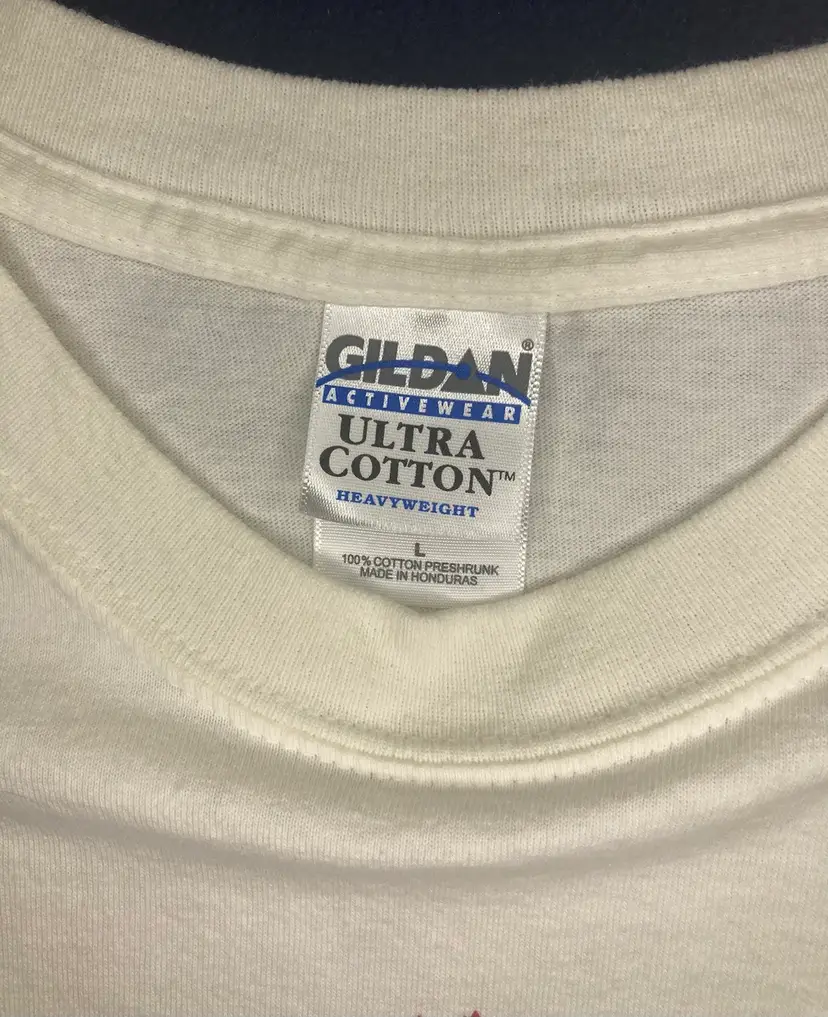 GILDAN®
ACTIVEWEAR
ULTRA
COTTON™
HEAVYWEIGHT
L
100% COTTON PRESHRUNK
MADE IN HONDURAS